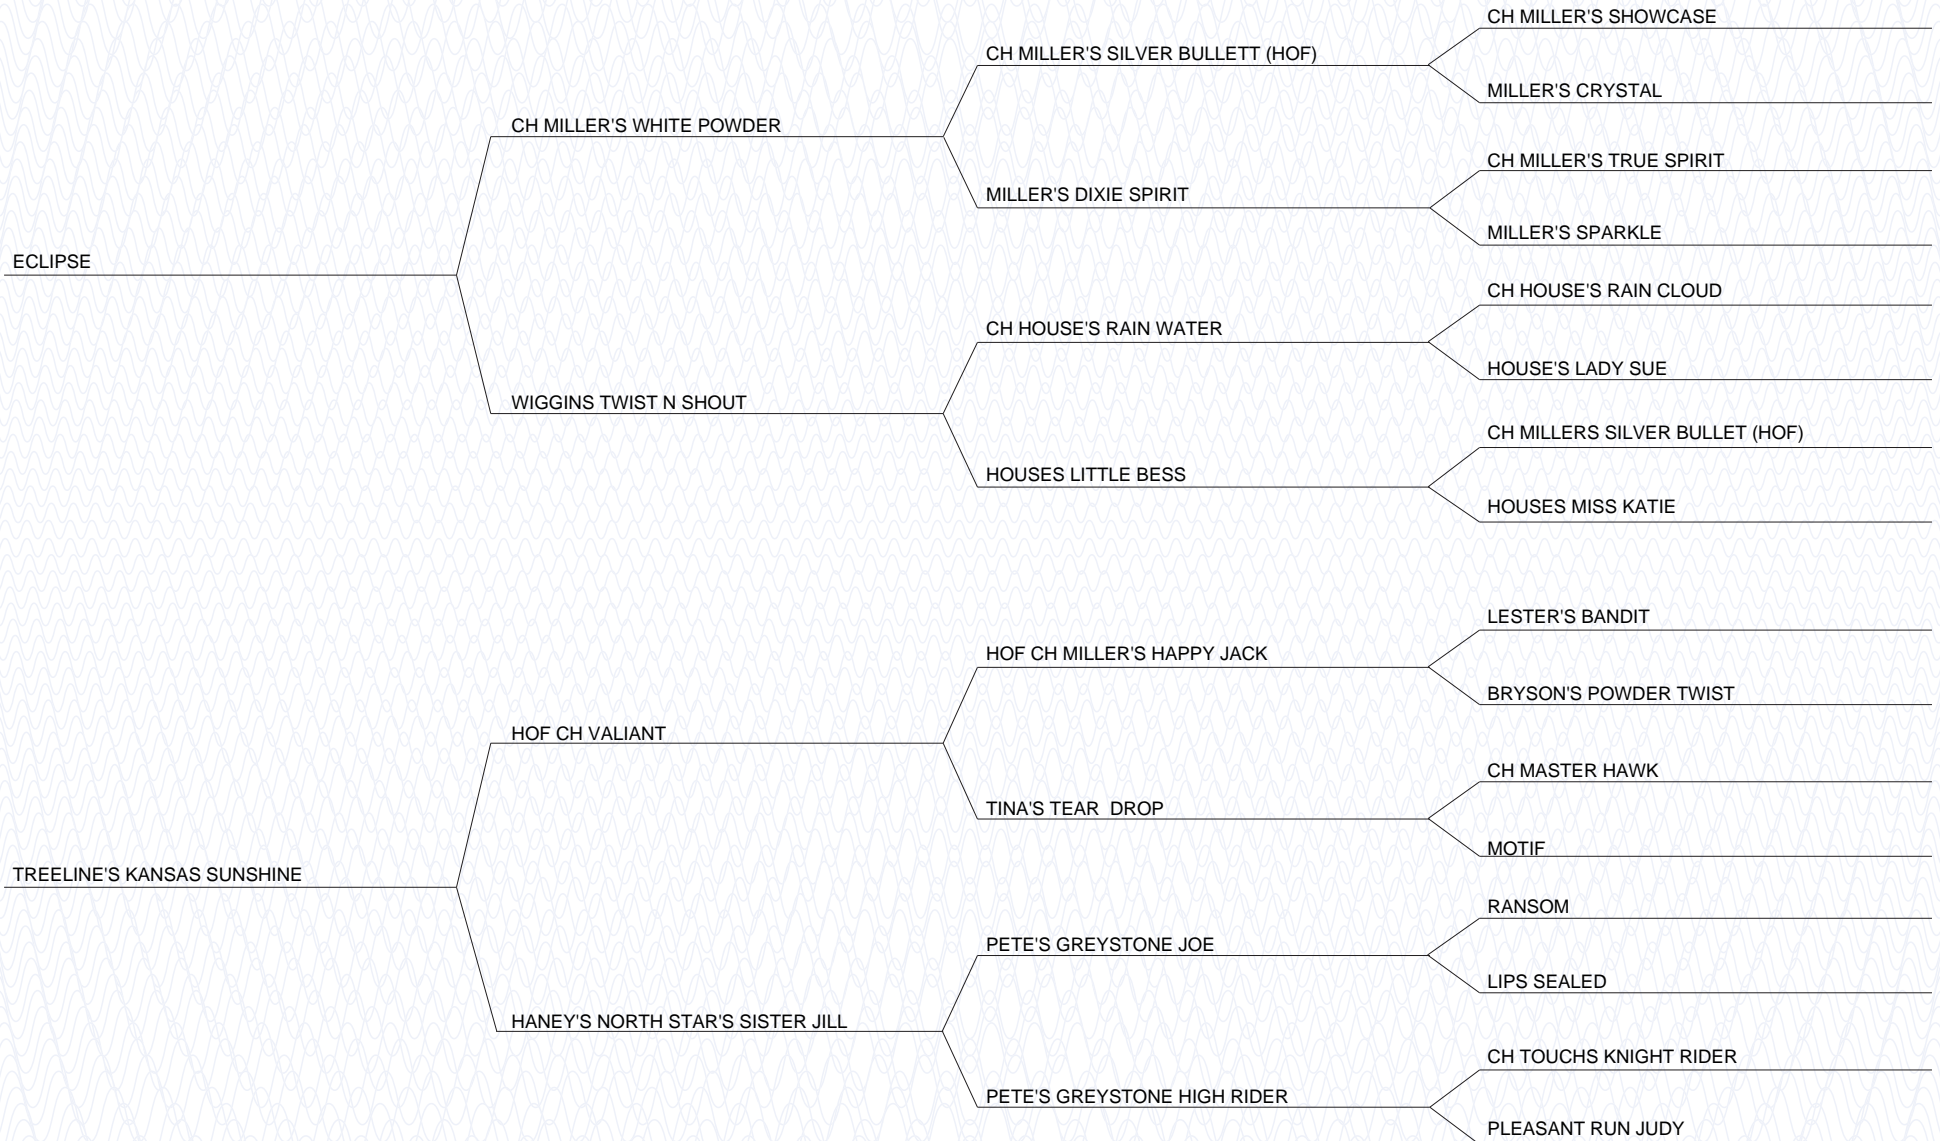 CH MILLER'S SHOWCASE
CH MILLER'S SILVER BULLETT (HOF)
MILLER'S CRYSTAL
CH MILLER'S WHITE POWDER
CH MILLER'S TRUE SPIRIT
MILLER'S DIXIE SPIRIT
MILLER'S SPARKLE
ECLIPSE
CH HOUSE'S RAIN CLOUD
CH HOUSE'S RAIN WATER
HOUSE'S LADY SUE
WIGGINS TWIST N SHOUT
CH MILLERS SILVER BULLET (HOF)
HOUSES LITTLE BESS
HOUSES MISS KATIE
LESTER'S BANDIT
HOF CH MILLER'S HAPPY JACK
BRYSON'S POWDER TWIST
HOF CH VALIANT
CH MASTER HAWK
TINA'S TEAR  DROP
MOTIF
TREELINE'S KANSAS SUNSHINE
RANSOM
PETE'S GREYSTONE JOE
LIPS SEALED
HANEY'S NORTH STAR'S SISTER JILL
CH TOUCHS KNIGHT RIDER
PETE'S GREYSTONE HIGH RIDER
PLEASANT RUN JUDY